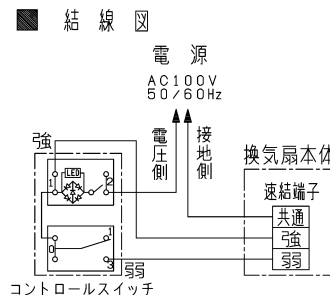 結線図
電源
AC100V
50/60Hz
強
電圧側
接地側
換気扇本体
LED
1
2
速結端子
共通
強
弱
1
0
3
弱
コントロールスイッチ